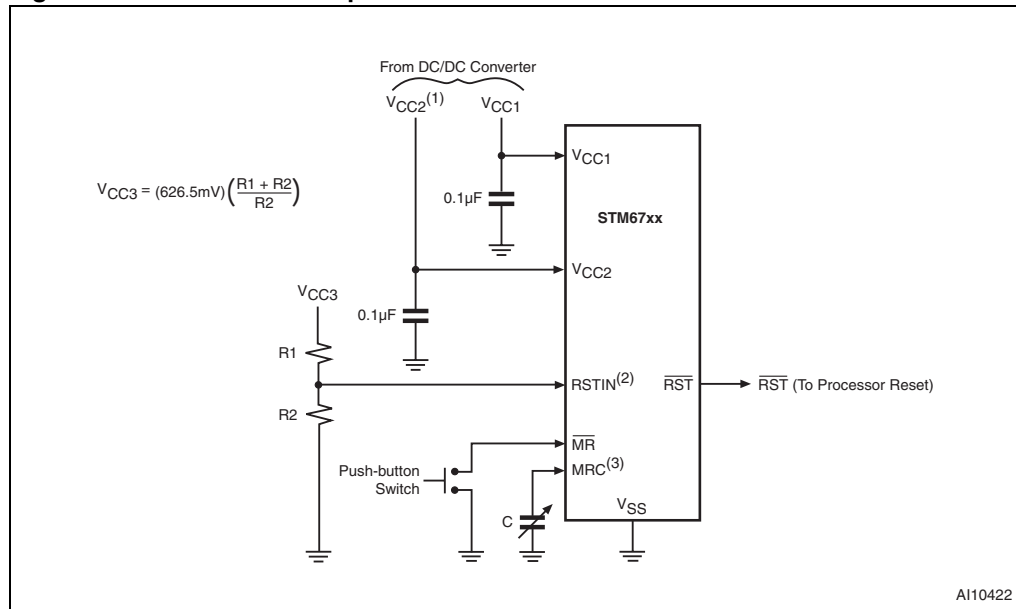 From DC/DC Converter
VCC2(1) VCC1
VCC1
0.1µF
STM67xx
VCC3 = (626.5mV)(R1 + R2 / R2)
VCC2
VCC3
0.1µF
R1
RSTIN(2) RST RST (To Processor Reset)
R2
MR
Push-button
Switch
MRC(3)
C
VSS
AI10422